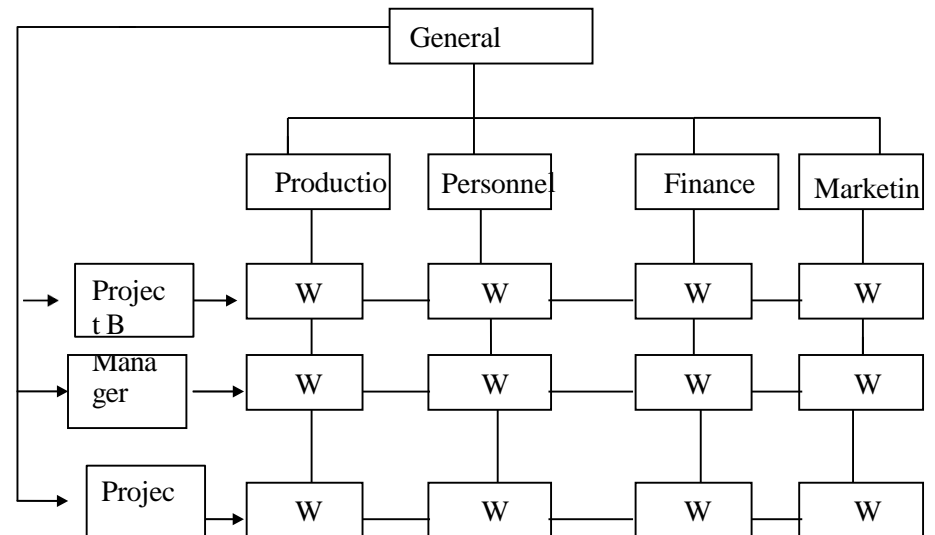 General
Productio
Personnel
Finance
Marketin
Projec
t B
W
W
W
W
Mana
ger
W
W
W
W
Projec
W
W
W
W